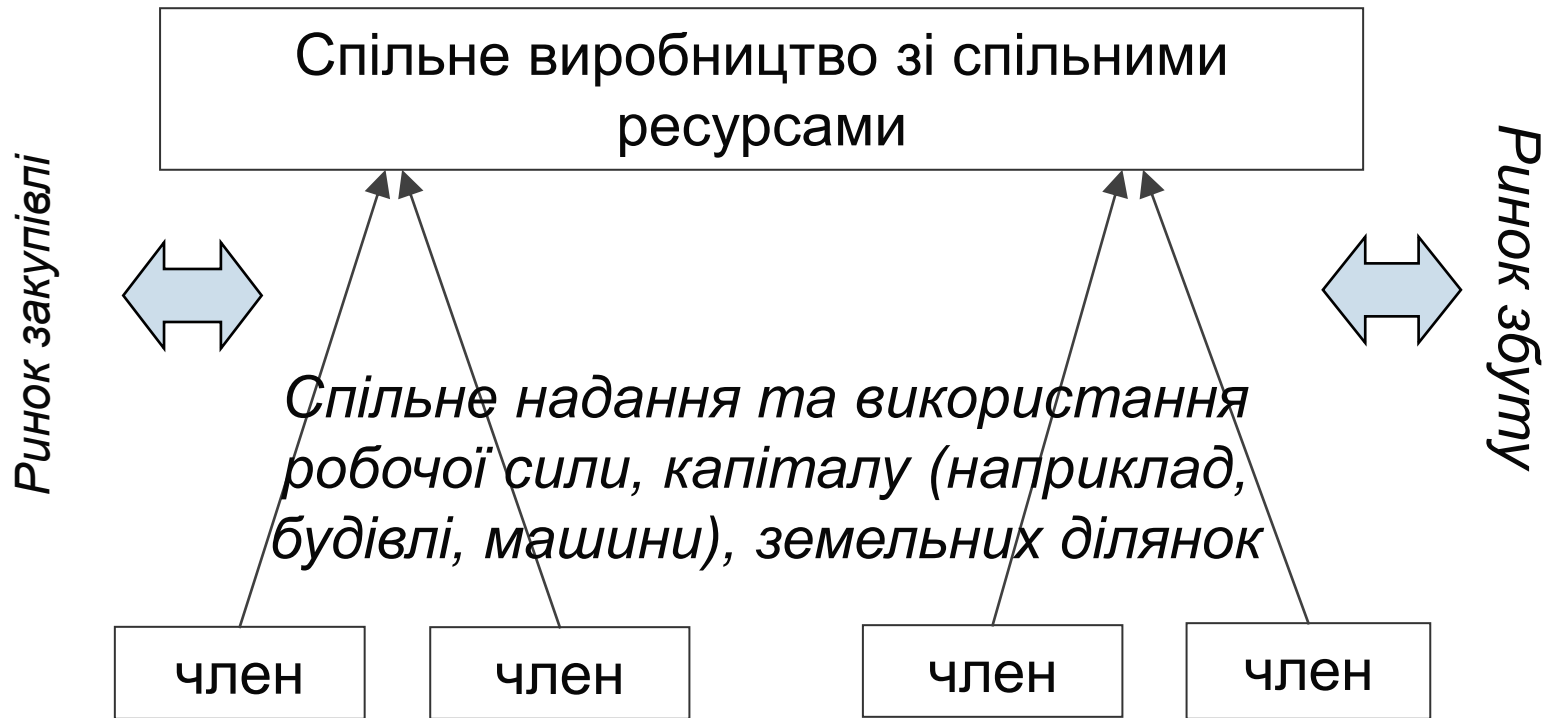 Спільне виробництво зі спільними
ресурсами
Ринок закупівлі
Ринок збуту
Спільне надання та використання
робочої сили, капіталу (наприклад,
будівлі, машини), земельних ділянок
член
член
член
член